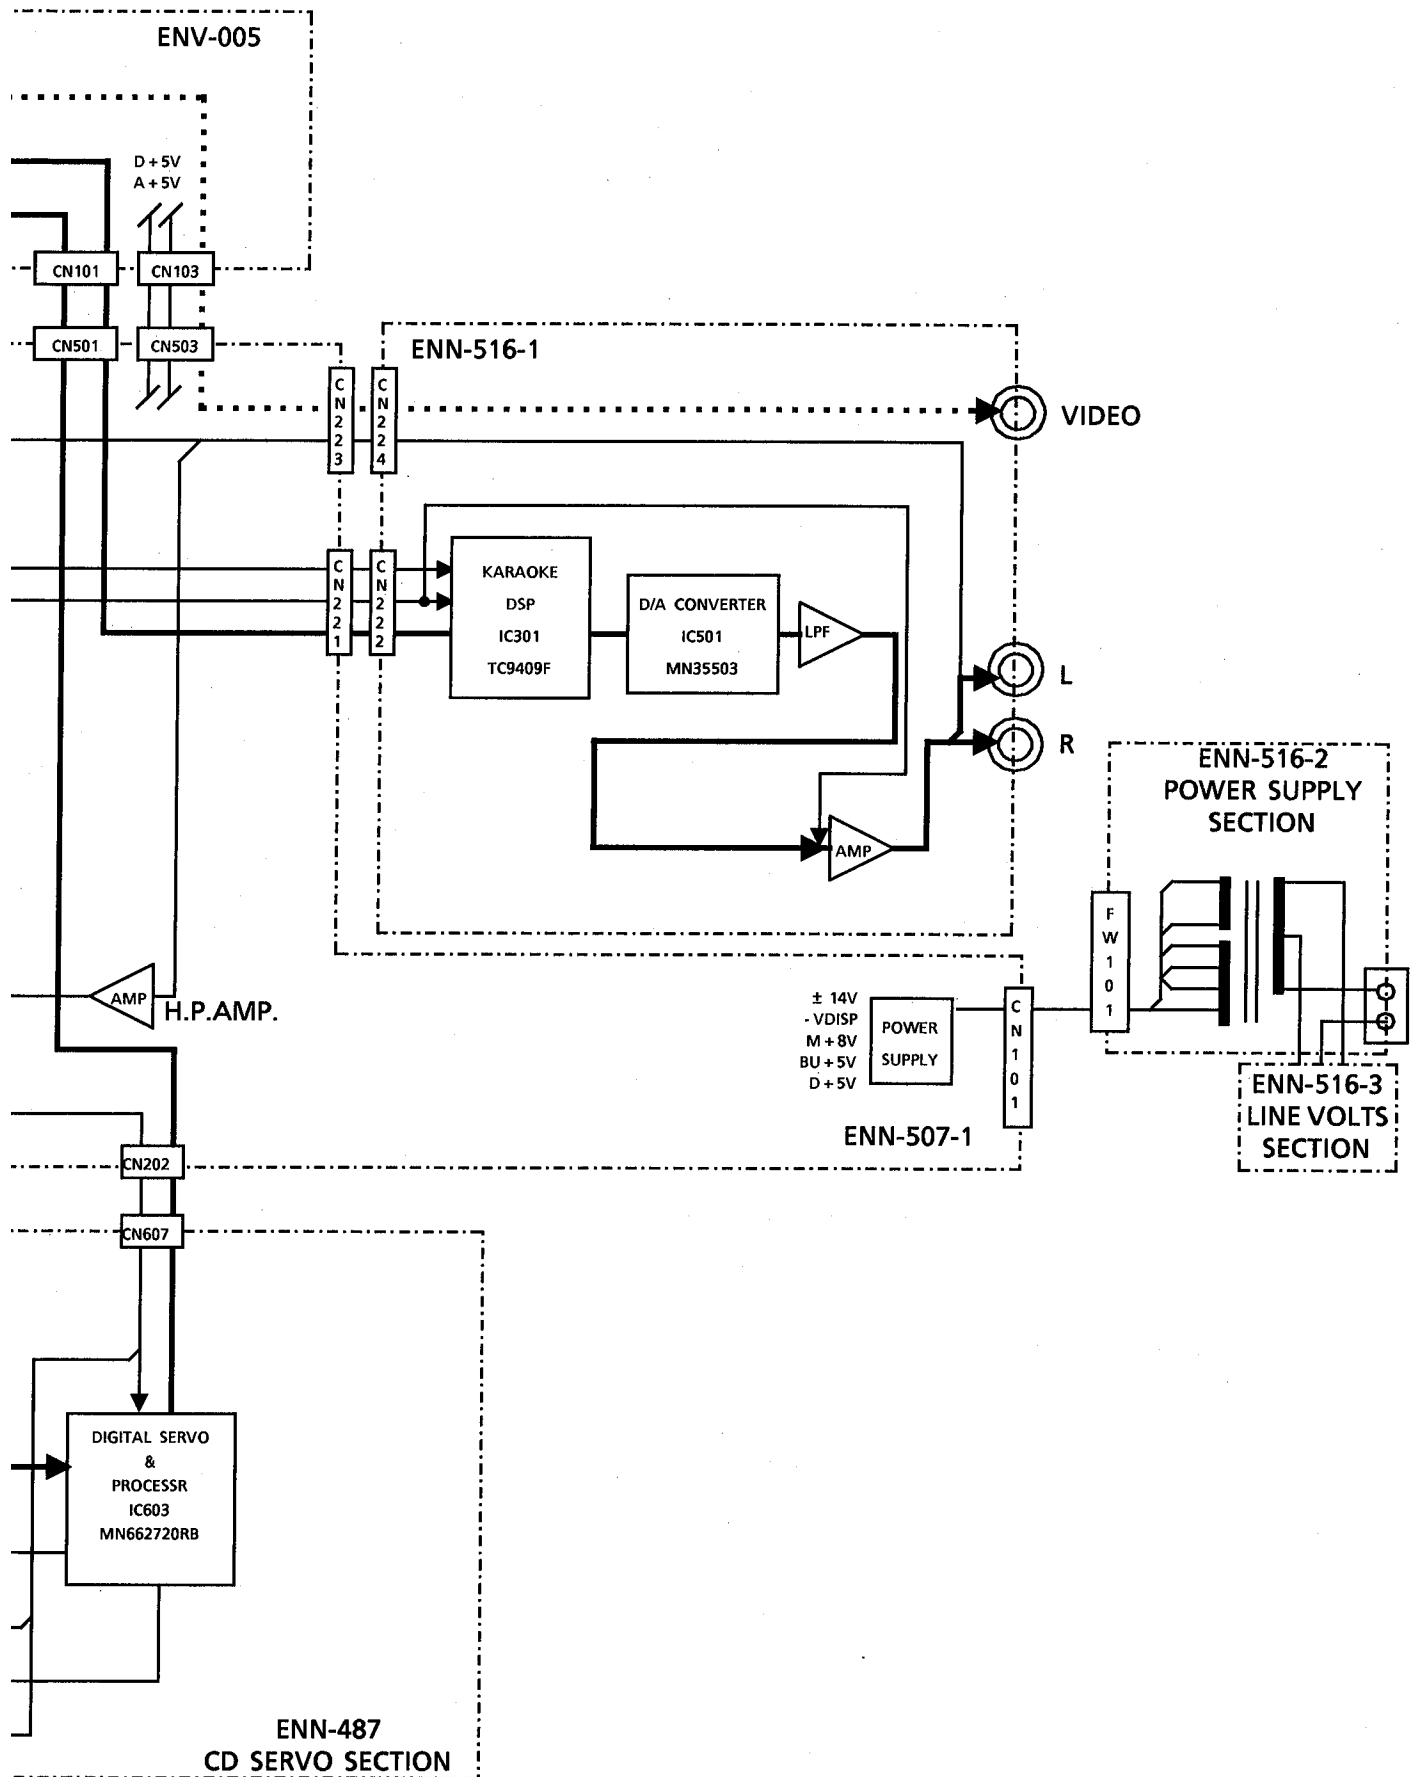 ENV-005
D+5V
A+5V
CN101
CN103
CN501
CN503
ENN-516-1
CN223
CN224
VIDEO
CN221
CN222
KARAOKE
DSP
IC301
TC9409F
D/A CONVERTER
IC501
MN35503
LPF
L
R
AMP
ENN-516-2
POWER SUPPLY
SECTION
FW101
AMP
H.P.AMP.
± 14V
- VDISP
M+8V
BU+5V
D+5V
POWER
SUPPLY
CN101
ENN-507-1
ENN-516-3
LINE VOLTS
SECTION
CN202
CN607
DIGITAL SERVO
&
PROCESSR
IC603
MN662720RB
ENN-487
CD SERVO SECTION